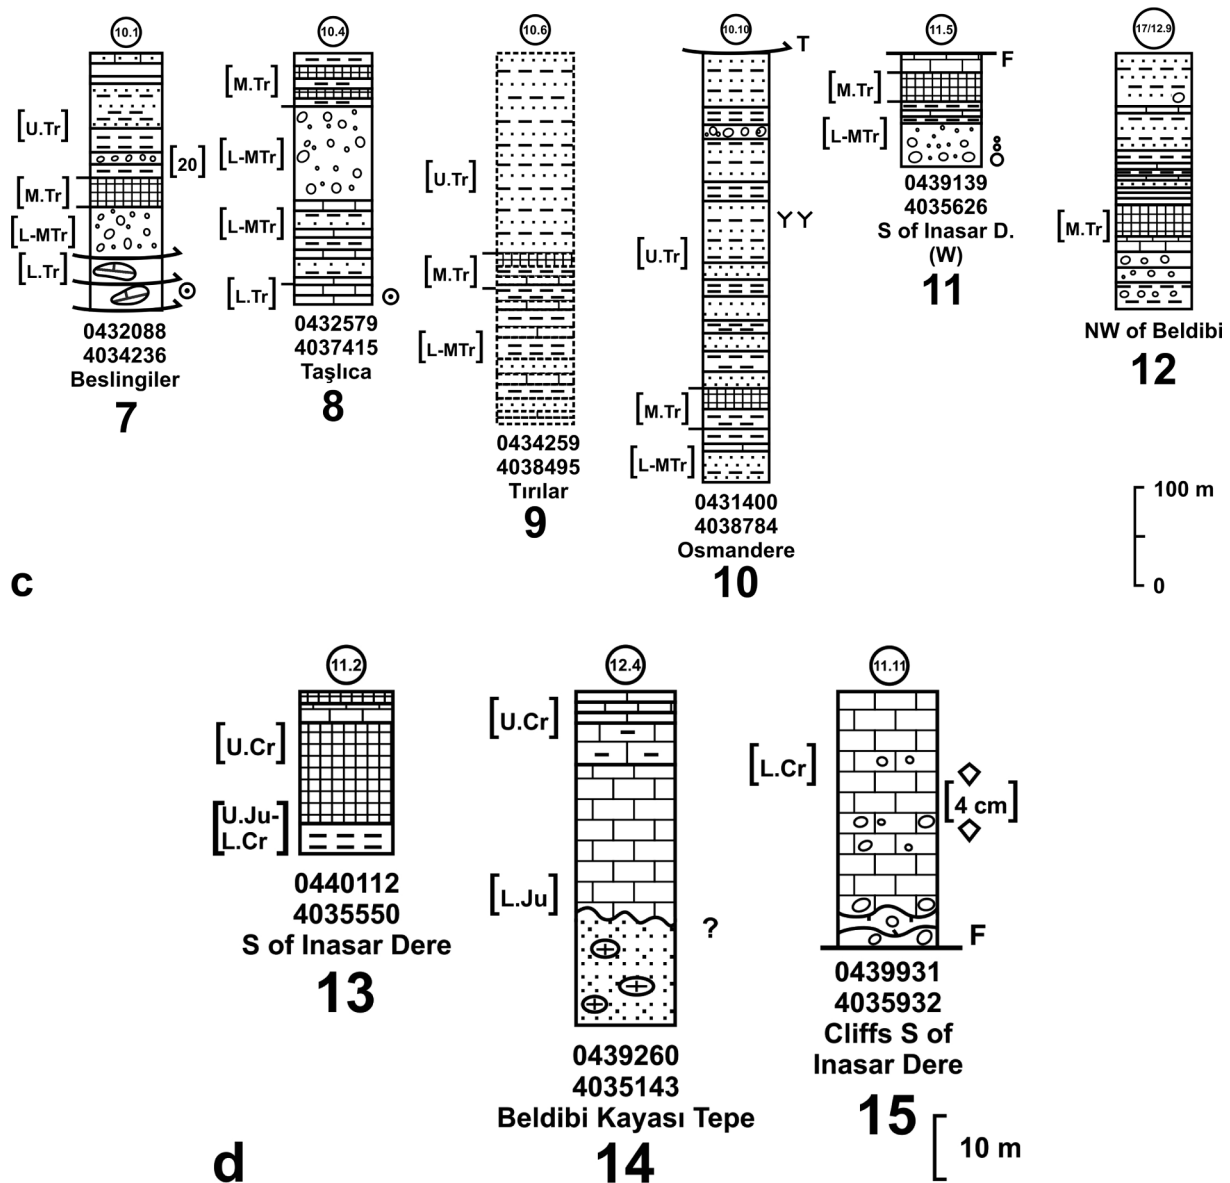 10.1
[U.Tr]
[20]
[M.Tr]
[L-MTr]
[L.Tr]
0432088
4034236
Beslingiler
7
10.4
[M.Tr]
[L-MTr]
[L-MTr]
[L.Tr]
0432579
4037415
Taşlıca
8
10.6
[U.Tr]
[M.Tr]
[L-MTr]
0434259
4038495
Tırılar
9
10.10
T
Y Y
[U.Tr]
[M.Tr]
[L-MTr]
0431400
4038784
Osmandere
10
11.5
F
[M.Tr]
[L-MTr]
0439139
4035626
S of Inasar D.
(W)
11
17/12.9
[M.Tr]
NW of Beldibi
12
100 m
0
c
11.2
[U.Cr]
[U.Ju-
L.Cr]
0440112
4035550
S of Inasar Dere
13
12.4
[U.Cr]
[L.Ju]
?
0439260
4035143
Beldibi Kayası Tepe
14
11.11
[L.Cr]
[4 cm]
F
0439931
4035932
Cliffs S of
Inasar Dere
15
10 m
d